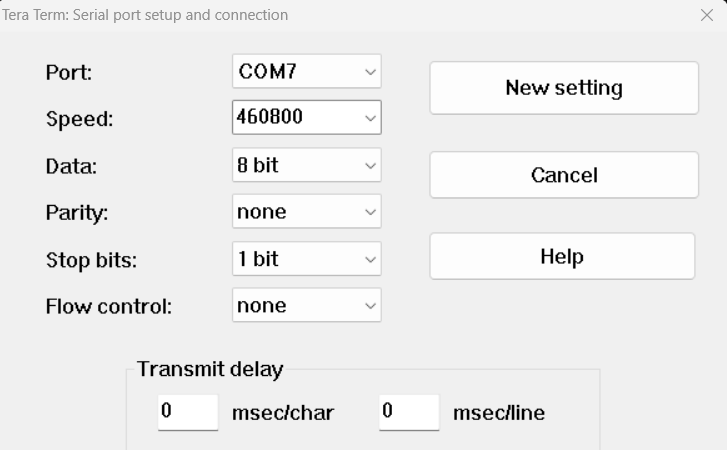 Tera Term: Serial port setup and connection
Port: COM7
New setting
Speed: 460800
Data: 8 bit
Cancel
Parity: none
Stop bits: 1 bit
Help
Flow control: none
Transmit delay
0 msec/char 0 msec/line